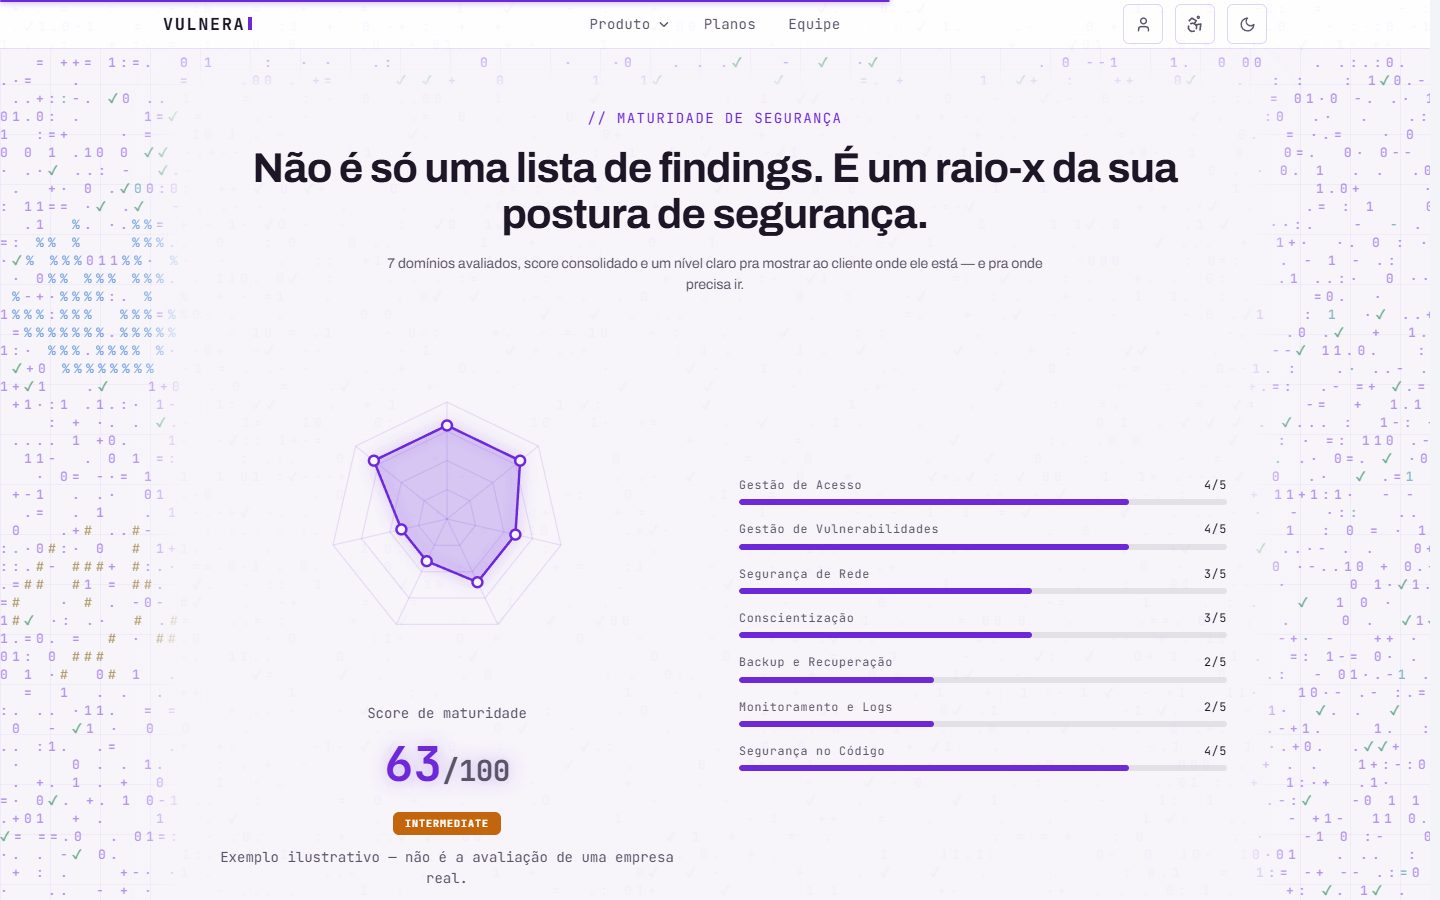 VULNERA
Produto
Planos
Equipe
// MATURIDADE DE SEGURANÇA
Não é só uma lista de findings. É um raio-x da sua
postura de segurança.
7 domínios avaliados, score consolidado e um nível claro pra mostrar ao cliente onde ele está — e pra onde
precisa ir.
Score de maturidade
63/100
INTERMEDIATE
Exemplo ilustrativo — não é a avaliação de uma empresa
real.
Gestão de Acesso 4/5
Gestão de Vulnerabilidades 4/5
Segurança de Rede 3/5
Conscientização 3/5
Backup e Recuperação 2/5
Monitoramento e Logs 2/5
Segurança no Código 4/5